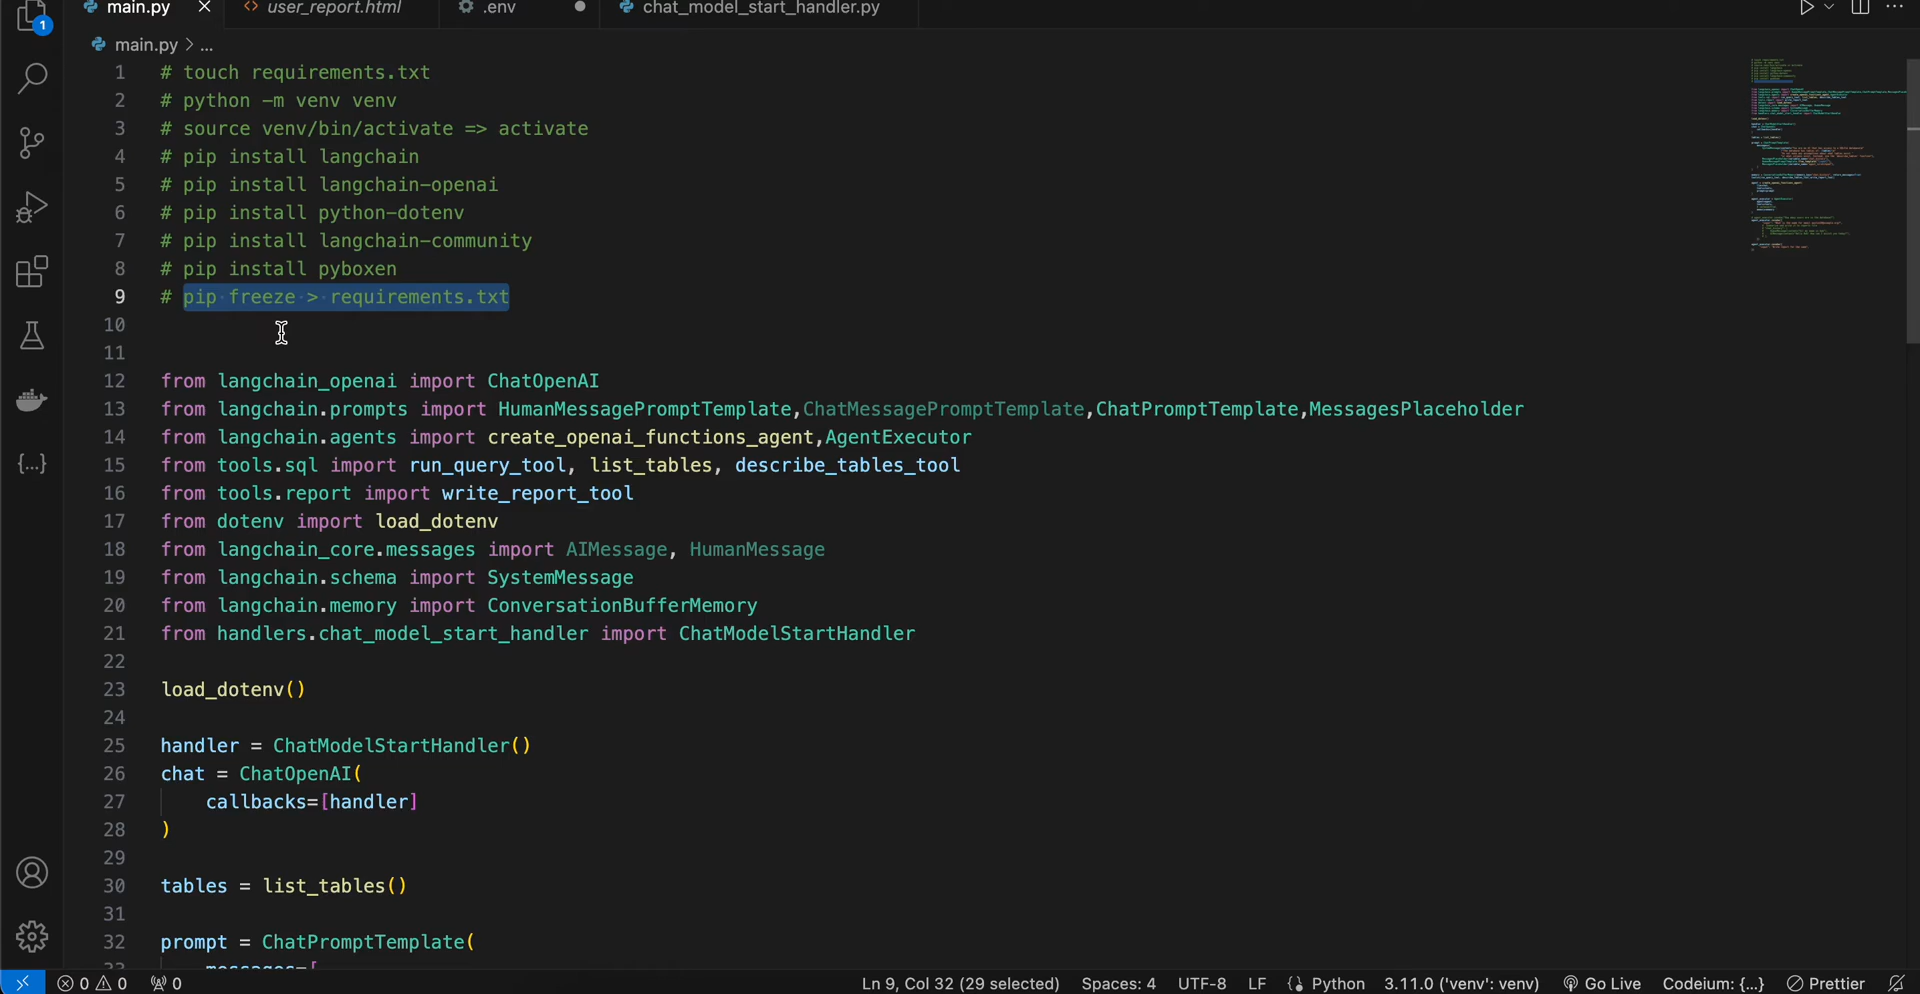 main.py
user_report.html
.env
chat_model_start_handler.py
1
main.py > ...
1 # touch requirements.txt
2 # python -m venv venv
3 # source venv/bin/activate => activate
4 # pip install langchain
5 # pip install langchain-openai
6 # pip install python-dotenv
7 # pip install langchain-community
8 # pip install pyboxen
9 # pip freeze > requirements.txt
10
11
12 from langchain_openai import ChatOpenAI
13 from langchain.prompts import HumanMessagePromptTemplate,ChatMessagePromptTemplate,ChatPromptTemplate,MessagesPlaceholder
14 from langchain.agents import create_openai_functions_agent,AgentExecutor
15 from tools.sql import run_query_tool, list_tables, describe_tables_tool
16 from tools.report import write_report_tool
17 from dotenv import load_dotenv
18 from langchain_core.messages import AIMessage, HumanMessage
19 from langchain.schema import SystemMessage
20 from langchain.memory import ConversationBufferMemory
21 from handlers.chat_model_start_handler import ChatModelStartHandler
22
23 load_dotenv()
24
25 handler = ChatModelStartHandler()
26 chat = ChatOpenAI(
27 callbacks=[handler]
28 )
29
30 tables = list_tables()
31
32 prompt = ChatPromptTemplate(
33 messages=[
0 0 0 Ln 9, Col 32 (29 selected) Spaces: 4 UTF-8 LF Python 3.11.0 ('venv': venv) Go Live Codeium: {...} Prettier